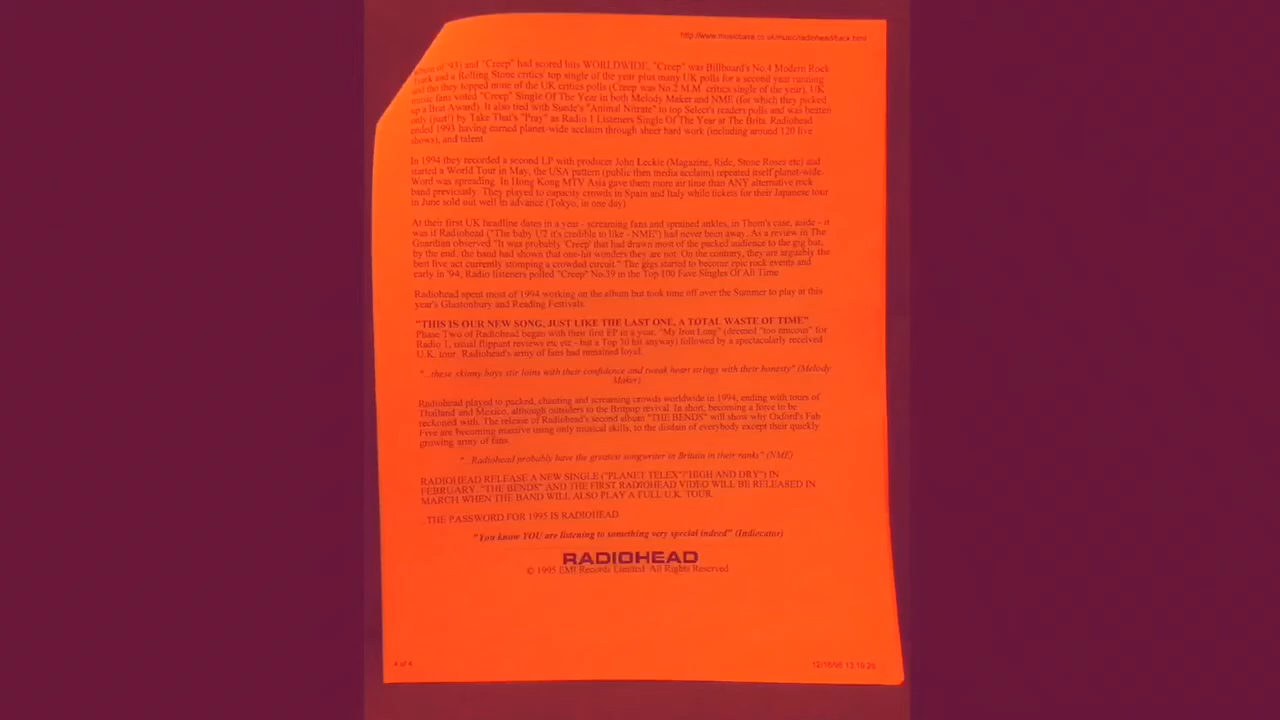 http://www.musicbase.co.uk/music/radiohead/back.html
album of '93) and "Creep" had scored hits WORLDWIDE. "Creep" was Billboard's No.4 Modern Rock
track and a Rolling Stone critics' top single of the year plus many UK polls for a second year running
and tho they topped none of the UK critics polls (Creep was No.2 M.M. critics single of the year), UK
music fans voted "Creep" Single Of The Year in both Melody Maker and NME (for which they picked
up a Brat Award). It also tied with Suede's "Animal Nitrate" to top Select's readers polls and was beaten
only (just!) by Take That's "Pray" as Radio 1 Listeners Single Of The Year at The Brits. Radiohead
ended 1993 having earned planet-wide acclaim through sheer hard work (including around 120 live
shows), and talent
In 1994 they recorded a second LP with producer John Leckie (Magazine, Ride, Stone Roses etc) and
started a World Tour in May, the USA pattern (public then media acclaim) repeated itself planet-wide.
Word was spreading. In Hong Kong MTV Asia gave them more air time than ANY alternative rock
band previously. They played to capacity crowds in Spain and Italy while tickets for their Japanese tour
in June sold out well in advance (Tokyo, in one day)
At their first UK headline dates in a year - screaming fans and sprained ankles, in Thom's case, aside - it
was if Radiohead ("The baby U2 it's credible to like - NME") had never been away. As a review in The
Guardian observed "It was probably 'Creep' that had drawn most of the packed audience to the gig but,
by the end, the band had shown that one-hit wonders they are not. On the contrary, they are arguably the
best live act currently stomping a crowded circuit." The gigs started to become epic rock events and
early in '94, Radio listeners polled "Creep" No.39 in the Top 100 Fave Singles Of All Time
Radiohead spent most of 1994 working on the album but took time off over the Summer to play at this
year's Glastonbury and Reading Festivals
"THIS IS OUR NEW SONG, JUST LIKE THE LAST ONE, A TOTAL WASTE OF TIME"
Phase Two of Radiohead began with their first EP in a year, "My Iron Lung" (deemed "too raucous" for
Radio 1, usual flippant reviews etc etc - but a Top 30 hit anyway) followed by a spectacularly received
U.K. tour. Radiohead's army of fans had remained loyal.
"...these skinny boys stir loins with their confidence and tweak heart strings with their honesty" (Melody
Maker)
Radiohead played to packed, chanting and screaming crowds worldwide in 1994, ending with tours of
Thailand and Mexico, although outsiders to the Britpop revival. In short, becoming a force to be
reckoned with. The release of Radiohead's second album "THE BENDS" will show why Oxford's Fab
Five are becoming massive using only musical skills, to the disdain of everybody except their quickly
growing army of fans.
"...Radiohead probably have the greatest songwriter in Britain in their ranks" (NME)
RADIOHEAD RELEASE A NEW SINGLE ("PLANET TELEX"/"HIGH AND DRY") IN
FEBRUARY. "THE BENDS" AND THE FIRST RADIOHEAD VIDEO WILL BE RELEASED IN
MARCH WHEN THE BAND WILL ALSO PLAY A FULL U.K. TOUR.
...THE PASSWORD FOR 1995 IS RADIOHEAD.
"You know YOU are listening to something very special indeed" (Indiecator)
RADIOHEAD
© 1995 EMI Records Limited. All Rights Reserved
4 of 4